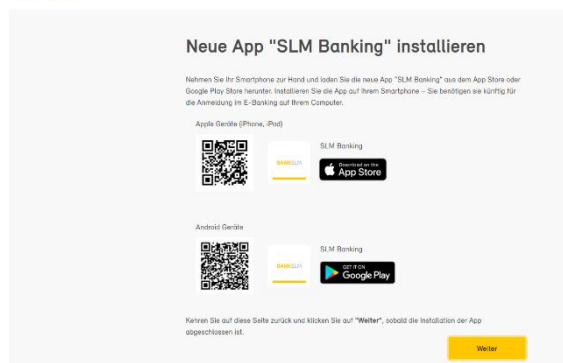 Neue App "SLM Banking" installieren
Nehmen Sie Ihr Smartphone zur Hand und laden Sie die neue App "SLM Banking" aus dem App Store oder
Google Play Store herunter. Installieren Sie die App auf Ihrem Smartphone – Sie benötigen sie künftig für
die Anmeldung im E-Banking auf Ihrem Computer.
Apple Geräte (iPhone, iPad)
SLM Banking
BANKSLM
Download on the
App Store
Android Geräte
SLM Banking
BANKSLM
GET IT ON
Google Play
Kehren Sie auf diese Seite zurück und klicken Sie auf "Weiter", sobald die Installation der App
abgeschlossen ist.
Weiter